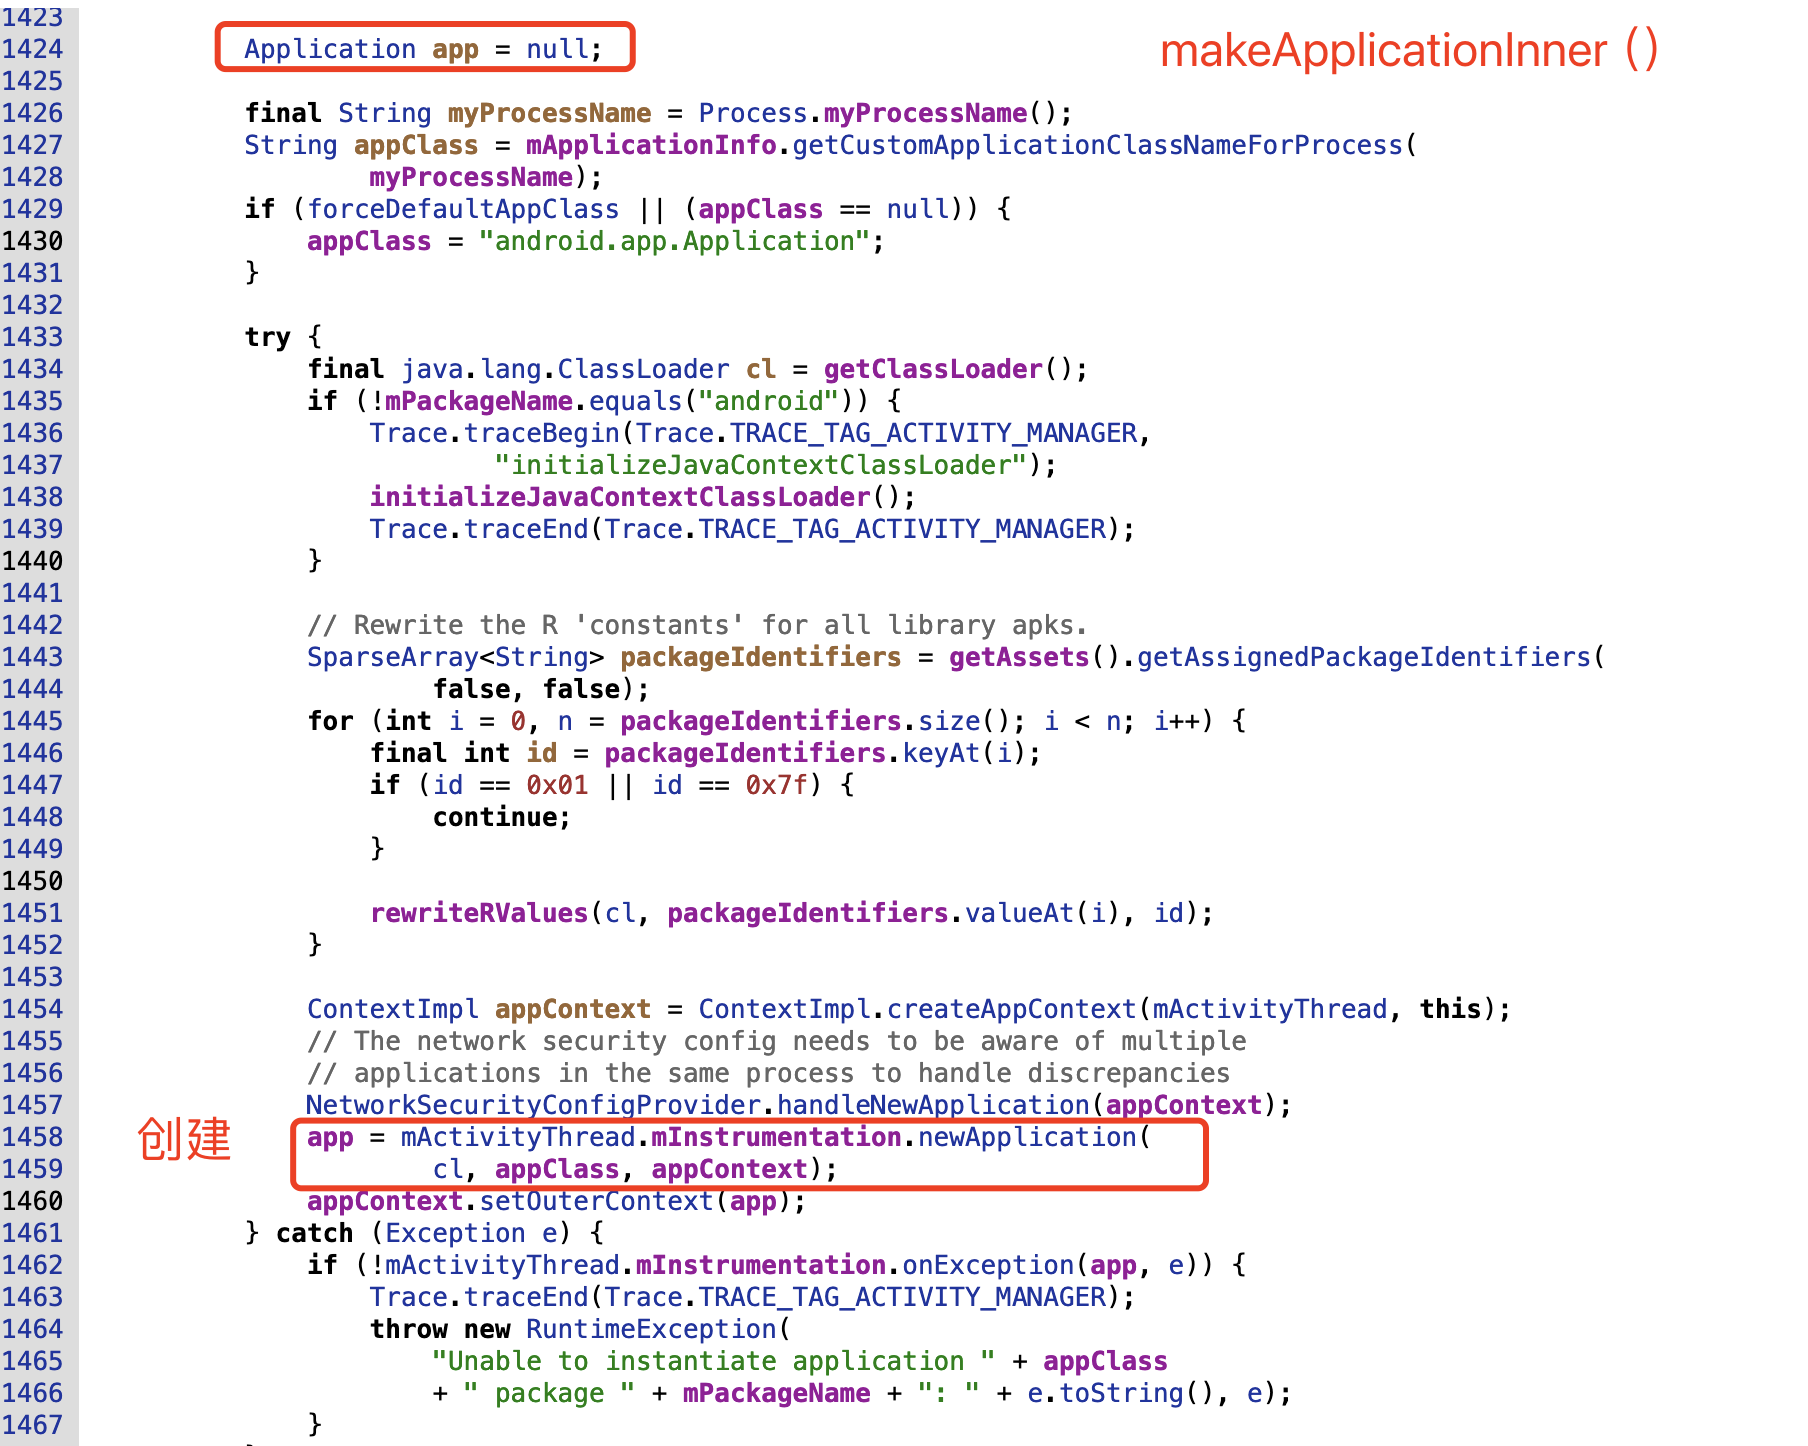 1423
1424 Application app = null; makeApplicationInner ()
1425
1426 final String myProcessName = Process.myProcessName();
1427 String appClass = mApplicationInfo.getCustomApplicationClassNameForProcess(
1428 myProcessName);
1429 if (forceDefaultAppClass || (appClass == null)) {
1430 appClass = "android.app.Application";
1431 }
1432
1433 try {
1434 final java.lang.ClassLoader cl = getClassLoader();
1435 if (!mPackageName.equals("android")) {
1436 Trace.traceBegin(Trace.TRACE_TAG_ACTIVITY_MANAGER,
1437 "initializeJavaContextClassLoader");
1438 initializeJavaContextClassLoader();
1439 Trace.traceEnd(Trace.TRACE_TAG_ACTIVITY_MANAGER);
1440 }
1441
1442 // Rewrite the R 'constants' for all library apks.
1443 SparseArray<String> packageIdentifiers = getAssets().getAssignedPackageIdentifiers(
1444 false, false);
1445 for (int i = 0, n = packageIdentifiers.size(); i < n; i++) {
1446 final int id = packageIdentifiers.keyAt(i);
1447 if (id == 0x01 || id == 0x7f) {
1448 continue;
1449 }
1450
1451 rewriteRValues(cl, packageIdentifiers.valueAt(i), id);
1452 }
1453
1454 ContextImpl appContext = ContextImpl.createAppContext(mActivityThread, this);
1455 // The network security config needs to be aware of multiple
1456 // applications in the same process to handle discrepancies
1457 NetworkSecurityConfigProvider.handleNewApplication(appContext);
创建
1458 app = mActivityThread.mInstrumentation.newApplication(
1459 cl, appClass, appContext);
1460 appContext.setOuterContext(app);
1461 } catch (Exception e) {
1462 if (!mActivityThread.mInstrumentation.onException(app, e)) {
1463 Trace.traceEnd(Trace.TRACE_TAG_ACTIVITY_MANAGER);
1464 throw new RuntimeException(
1465 "Unable to instantiate application " + appClass
1466 + " package " + mPackageName + ": " + e.toString(), e);
1467 }